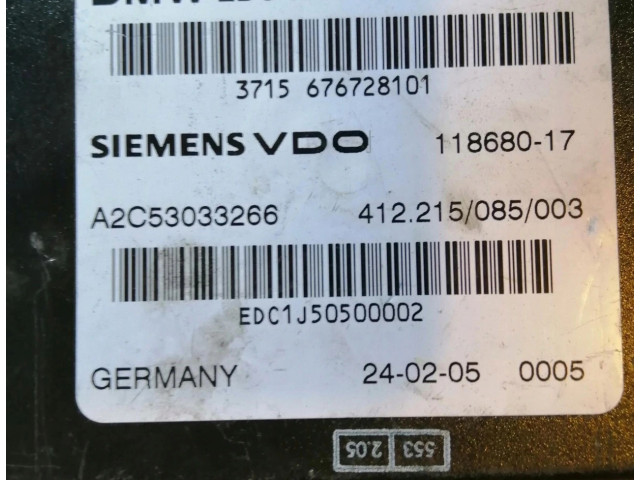 3715 676728101
SIEMENS VDO 118680-17
A2C53033266 412.215/085/003
EDC1J50500002
GERMANY 24-02-05 0005
553 2.05